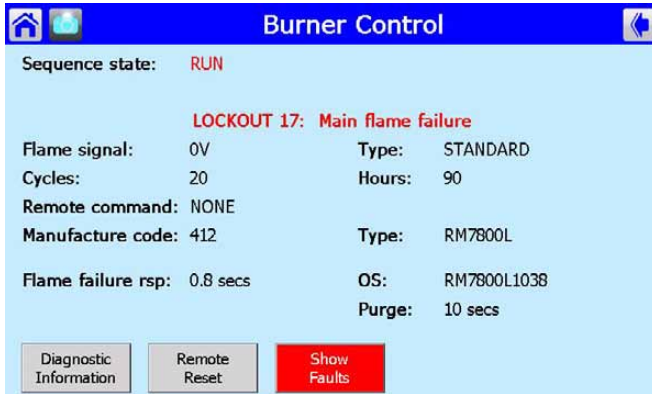 Burner Control
Sequence state: RUN
LOCKOUT 17: Main flame failure
Flame signal: 0V Type: STANDARD
Cycles: 20 Hours: 90
Remote command: NONE
Manufacture code: 412 Type: RM7800L
Flame failure rsp: 0.8 secs OS: RM7800L1038
Purge: 10 secs
Diagnostic
Information
Remote
Reset
Show
Faults